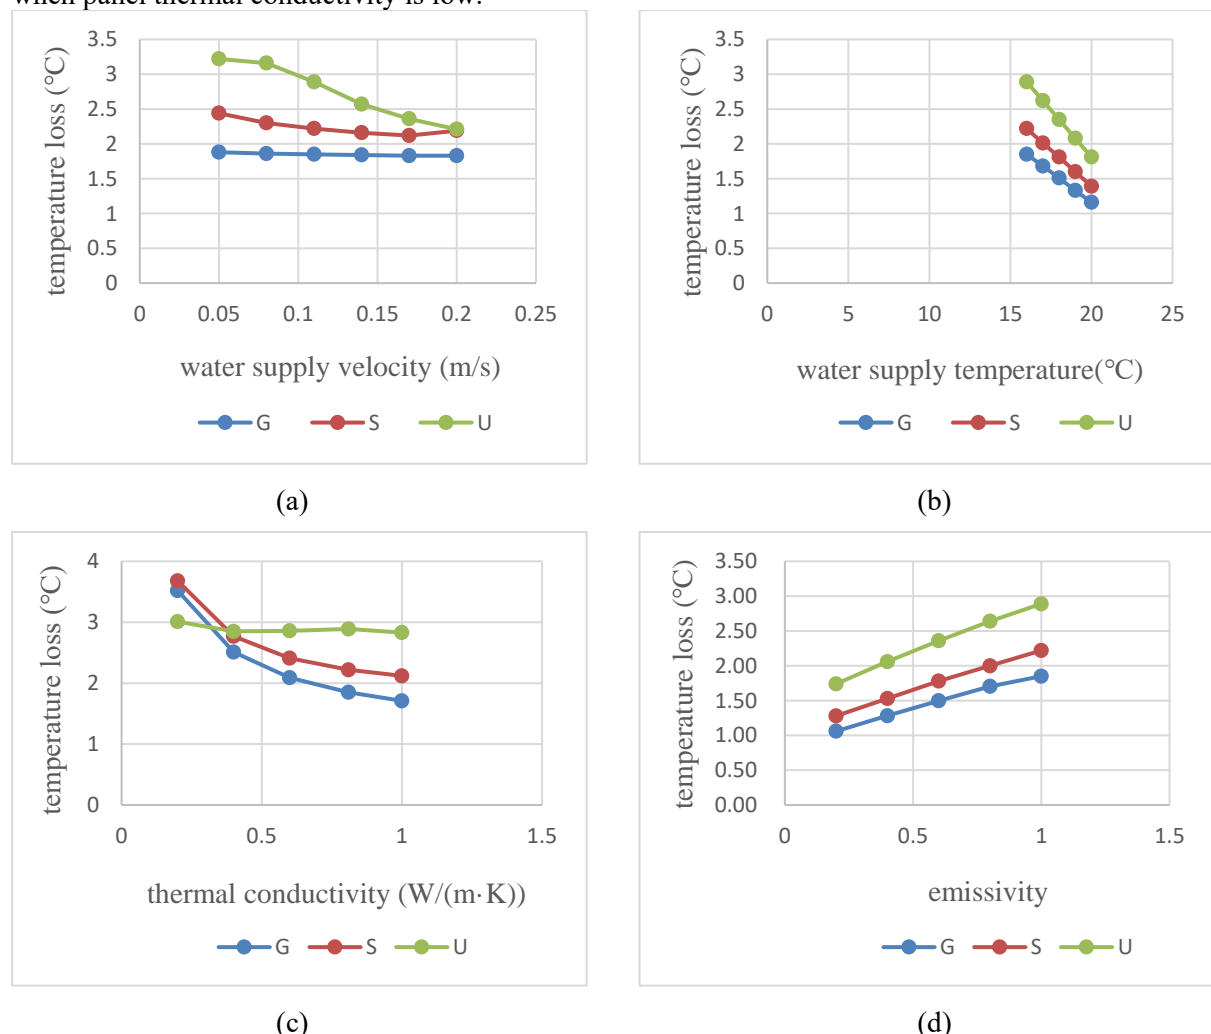 when panel thermal conductivity is low.
temperature loss (°C)
3.5
3
2.5
2
1.5
1
0.5
0
0 0.05 0.1 0.15 0.2 0.25
water supply velocity (m/s)
G S U
(a)
temperature loss (°C)
3.5
3
2.5
2
1.5
1
0.5
0
0 5 10 15 20 25
water supply temperature(°C)
G S U
(b)
temperature loss (°C)
4
3
2
1
0
0 0.5 1 1.5
thermal conductivity (W/(m·K))
G S U
(c)
temperature loss (°C)
3.50
3.00
2.50
2.00
1.50
1.00
0.50
0.00
0 0.5 1 1.5
emissivity
G S U
(d)